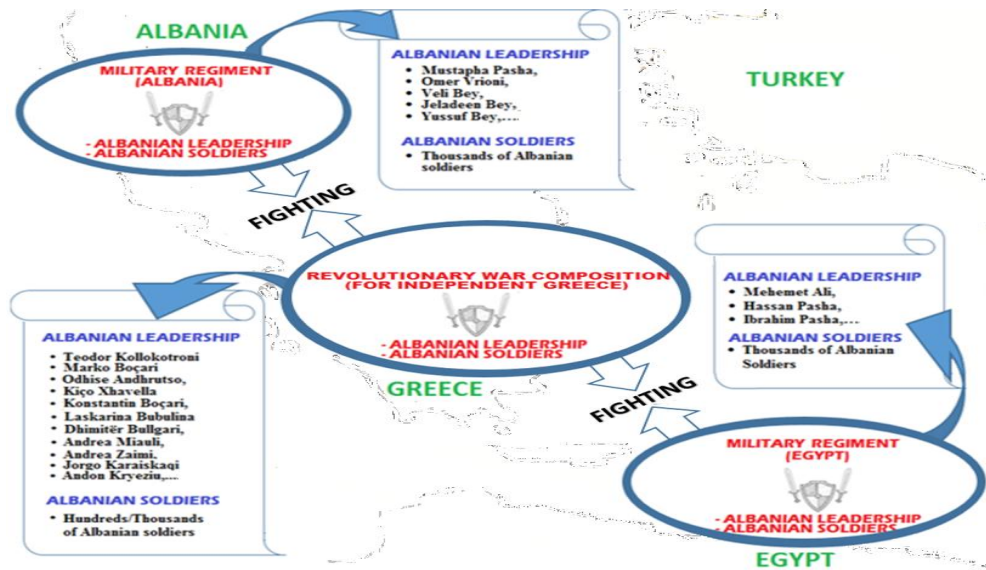 ALBANIA
MILITARY REGIMENT
(ALBANIA)
- ALBANIAN LEADERSHIP
- ALBANIAN SOLDIERS
ALBANIAN LEADERSHIP
• Mustapha Pasha,
• Omer Vrioni,
• Veli Bey,
• Jeladeen Bey,
• Yussuf Bey,....
ALBANIAN SOLDIERS
• Thousands of Albanian
soldiers
TURKEY
FIGHTING
REVOLUTIONARY WAR COMPOSITION
(FOR INDEPENDENT GREECE)
- ALBANIAN LEADERSHIP
- ALBANIAN SOLDIERS
GREECE
ALBANIAN LEADERSHIP
• Teodor Kollokotroni
• Marko Boçari
• Odhise Andhrutso,
• Kiço Xhavella
• Konstantin Boçari,
• Laskarina Bubulina
• Dhimitër Bullgari,
• Andrea Miauli,
• Andrea Zaimi,
• Jorgo Karaiskaqi
• Andon Kryeziu,...
ALBANIAN SOLDIERS
• Hundreds/Thousands
of Albanian soldiers
FIGHTING
ALBANIAN LEADERSHIP
• Mehemet Ali,
• Hassan Pasha,
• Ibrahim Pasha,...
ALBANIAN SOLDIERS
• Thousands of Albanian
Soldiers
MILITARY REGIMENT
(EGYPT)
- ALBANIAN LEADERSHIP
- ALBANIAN SOLDIERS
EGYPT